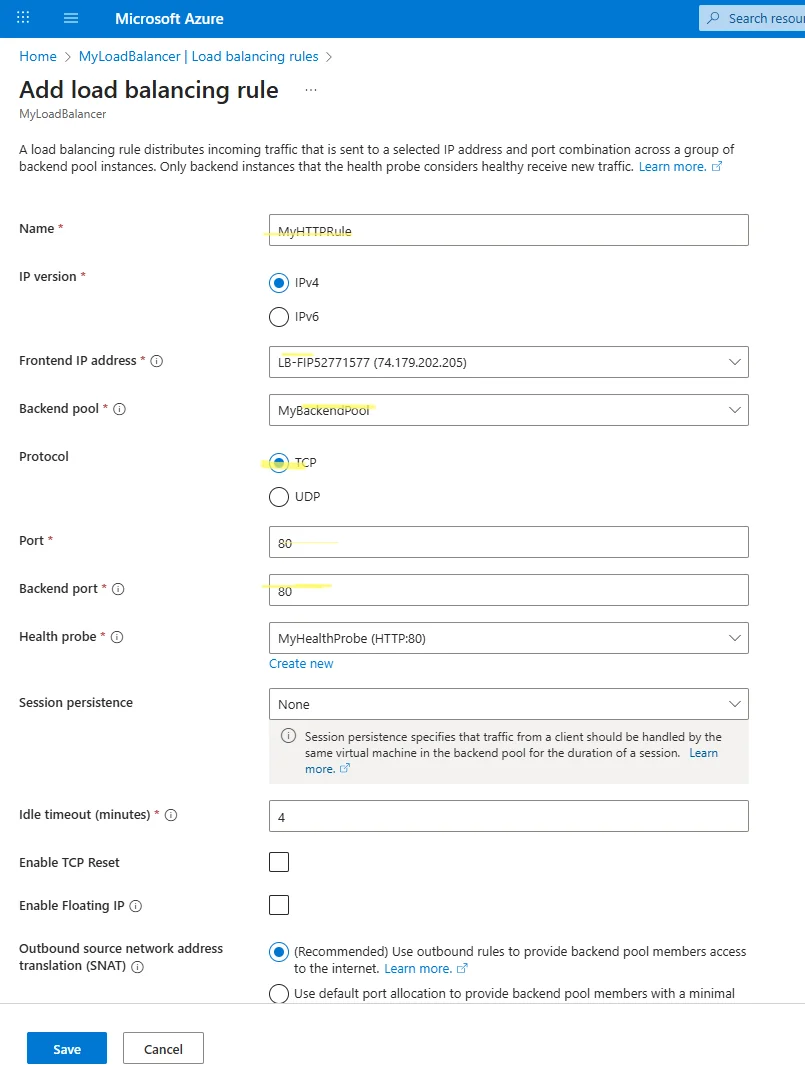 Microsoft Azure
Search resour
Home > MyLoadBalancer | Load balancing rules >
Add load balancing rule ...
MyLoadBalancer
A load balancing rule distributes incoming traffic that is sent to a selected IP address and port combination across a group of
backend pool instances. Only backend instances that the health probe considers healthy receive new traffic. Learn more.
Name *
MyHTTPRule
IP version *
IPv4
IPv6
Frontend IP address *
LB-FIP52771577 (74.179.202.205)
Backend pool *
MyBackendPool
Protocol
TCP
UDP
Port *
80
Backend port *
80
Health probe *
MyHealthProbe (HTTP:80)
Create new
Session persistence
None
Session persistence specifies that traffic from a client should be handled by the
same virtual machine in the backend pool for the duration of a session. Learn
more.
Idle timeout (minutes) *
4
Enable TCP Reset
Enable Floating IP
Outbound source network address
translation (SNAT)
(Recommended) Use outbound rules to provide backend pool members access
to the internet. Learn more.
Use default port allocation to provide backend pool members with a minimal
Save
Cancel